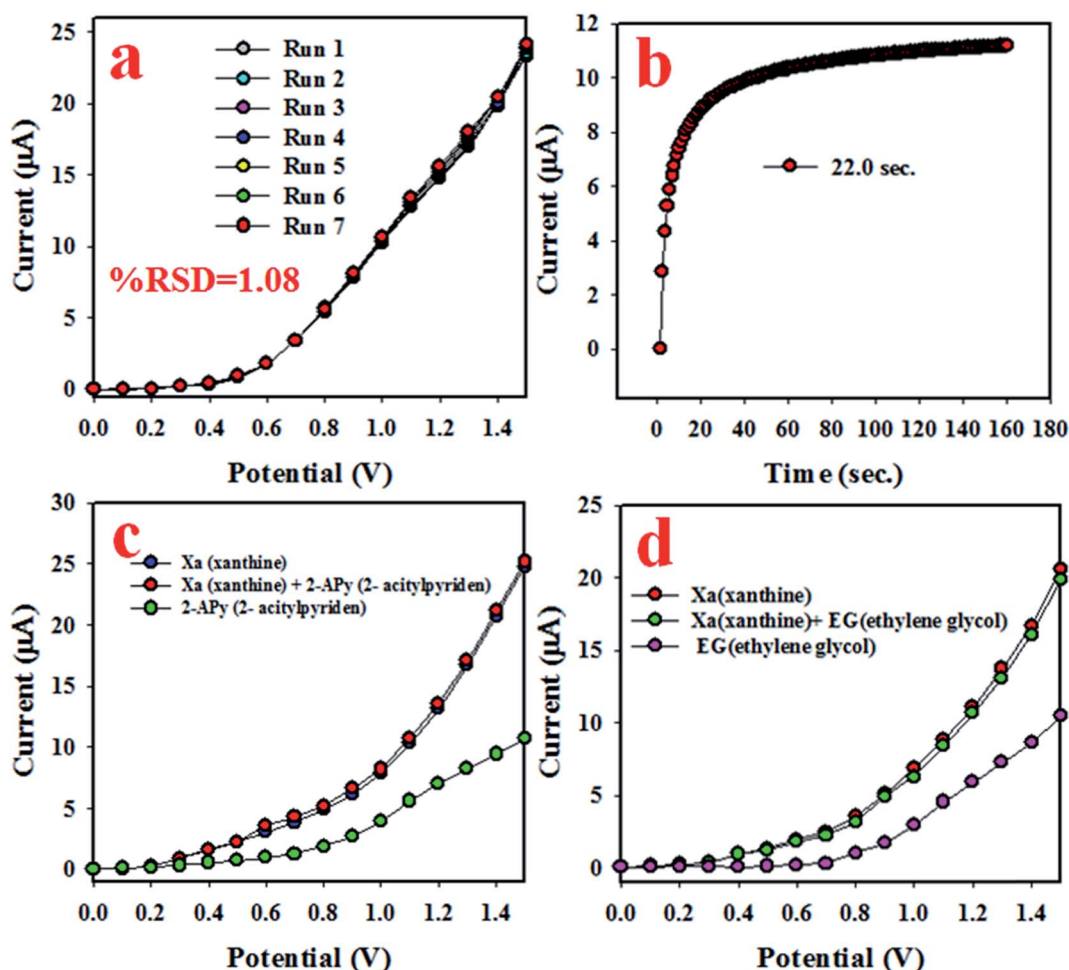 a
Run 1
Run 2
Run 3
Run 4
Run 5
Run 6
Run 7
%RSD=1.08
Current (µA)
25
20
15
10
5
0
0.0 0.2 0.4 0.6 0.8 1.0 1.2 1.4
Potential (V)
b
22.0 sec.
Current (µA)
12
10
8
6
4
2
0
0 20 40 60 80 100 120 140 160 180
Time (sec.)
c
Xa (xanthine)
Xa (xanthine) + 2-APy (2- acitylpyriden)
2-APy (2- acitylpyriden)
Current (µA)
30
25
20
15
10
5
0
0.0 0.2 0.4 0.6 0.8 1.0 1.2 1.4
Potential (V)
d
Xa(xanthine)
Xa(xanthine)+ EG(ethylene glycol)
EG(ethylene glycol)
Current (µA)
25
20
15
10
5
0
0.0 0.2 0.4 0.6 0.8 1.0 1.2 1.4
Potential (V)